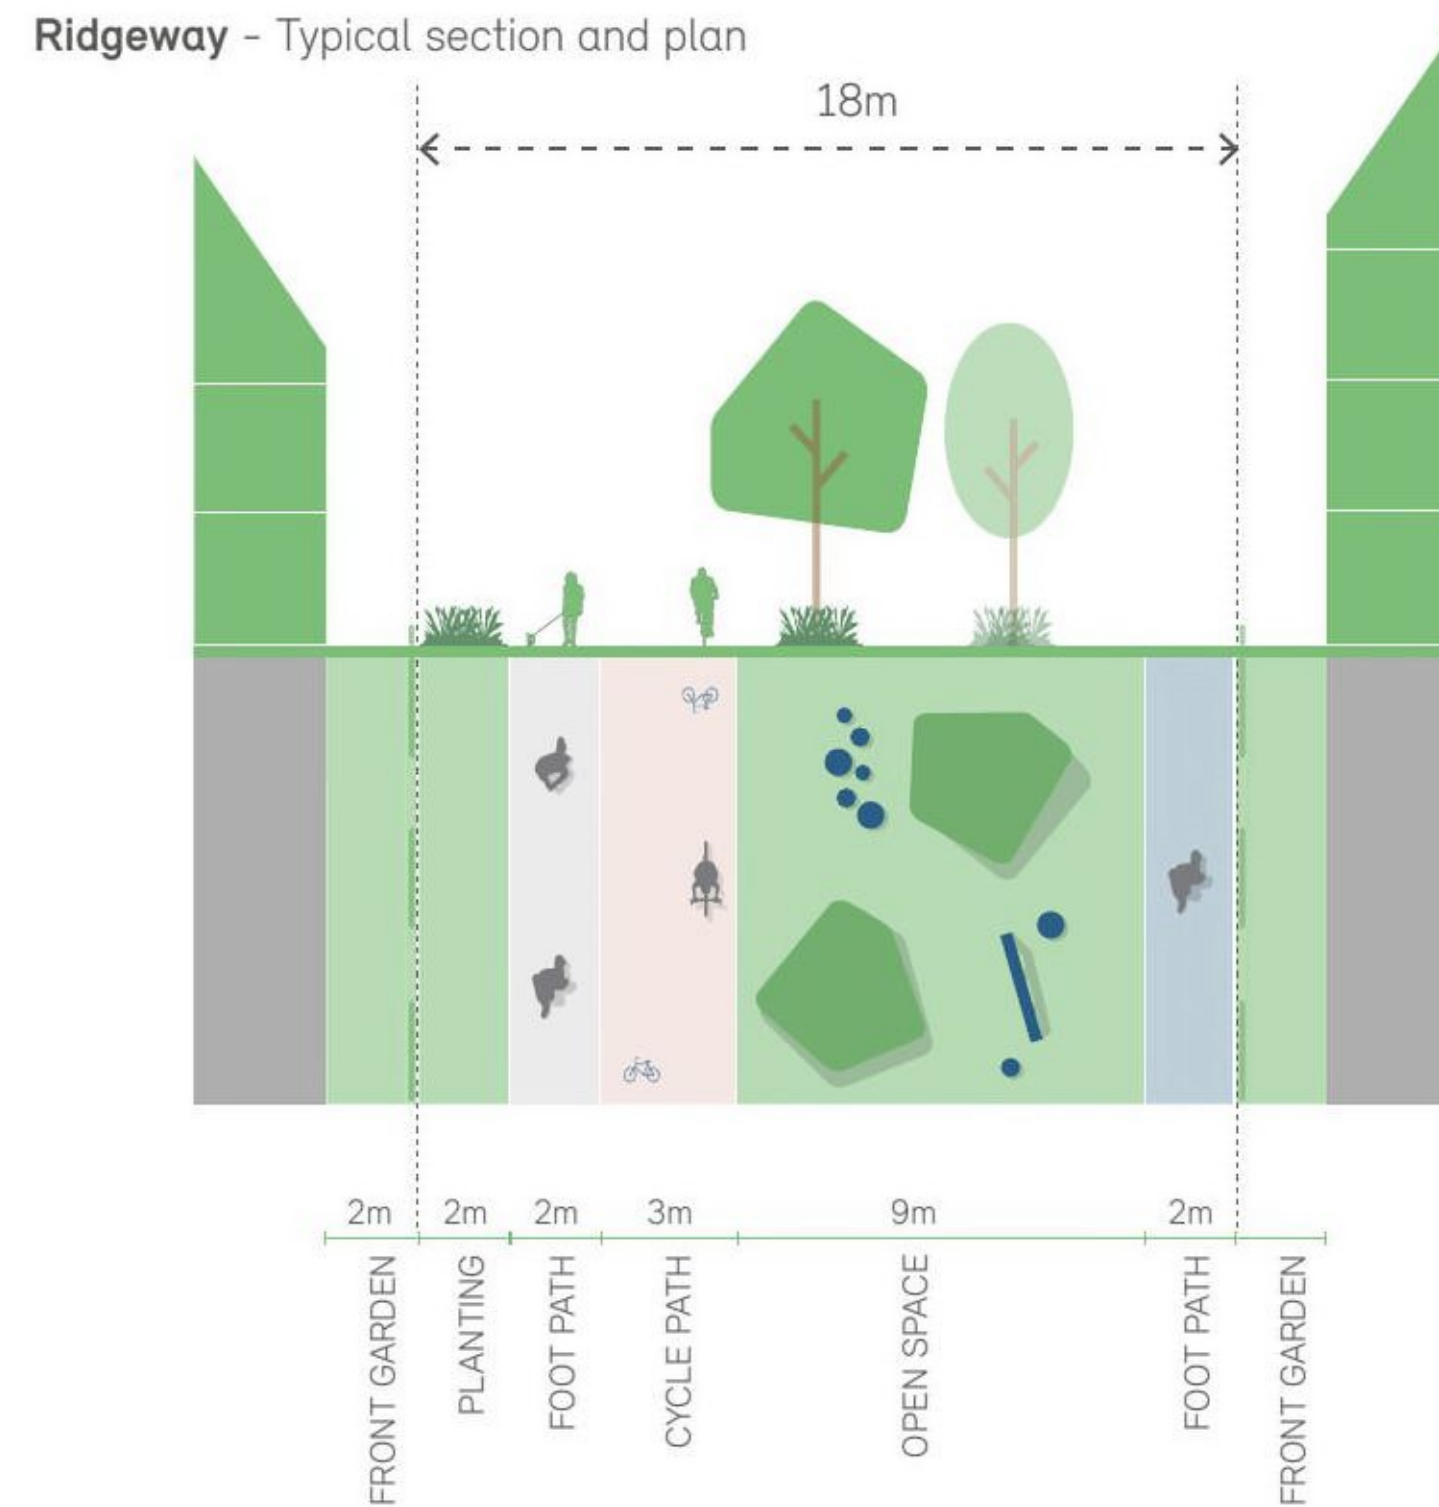 Ridgeway - Typical section and plan
18m
2m
2m
2m
3m
9m
2m
FRONT GARDEN
PLANTING
FOOT PATH
CYCLE PATH
OPEN SPACE
FOOT PATH
FRONT GARDEN